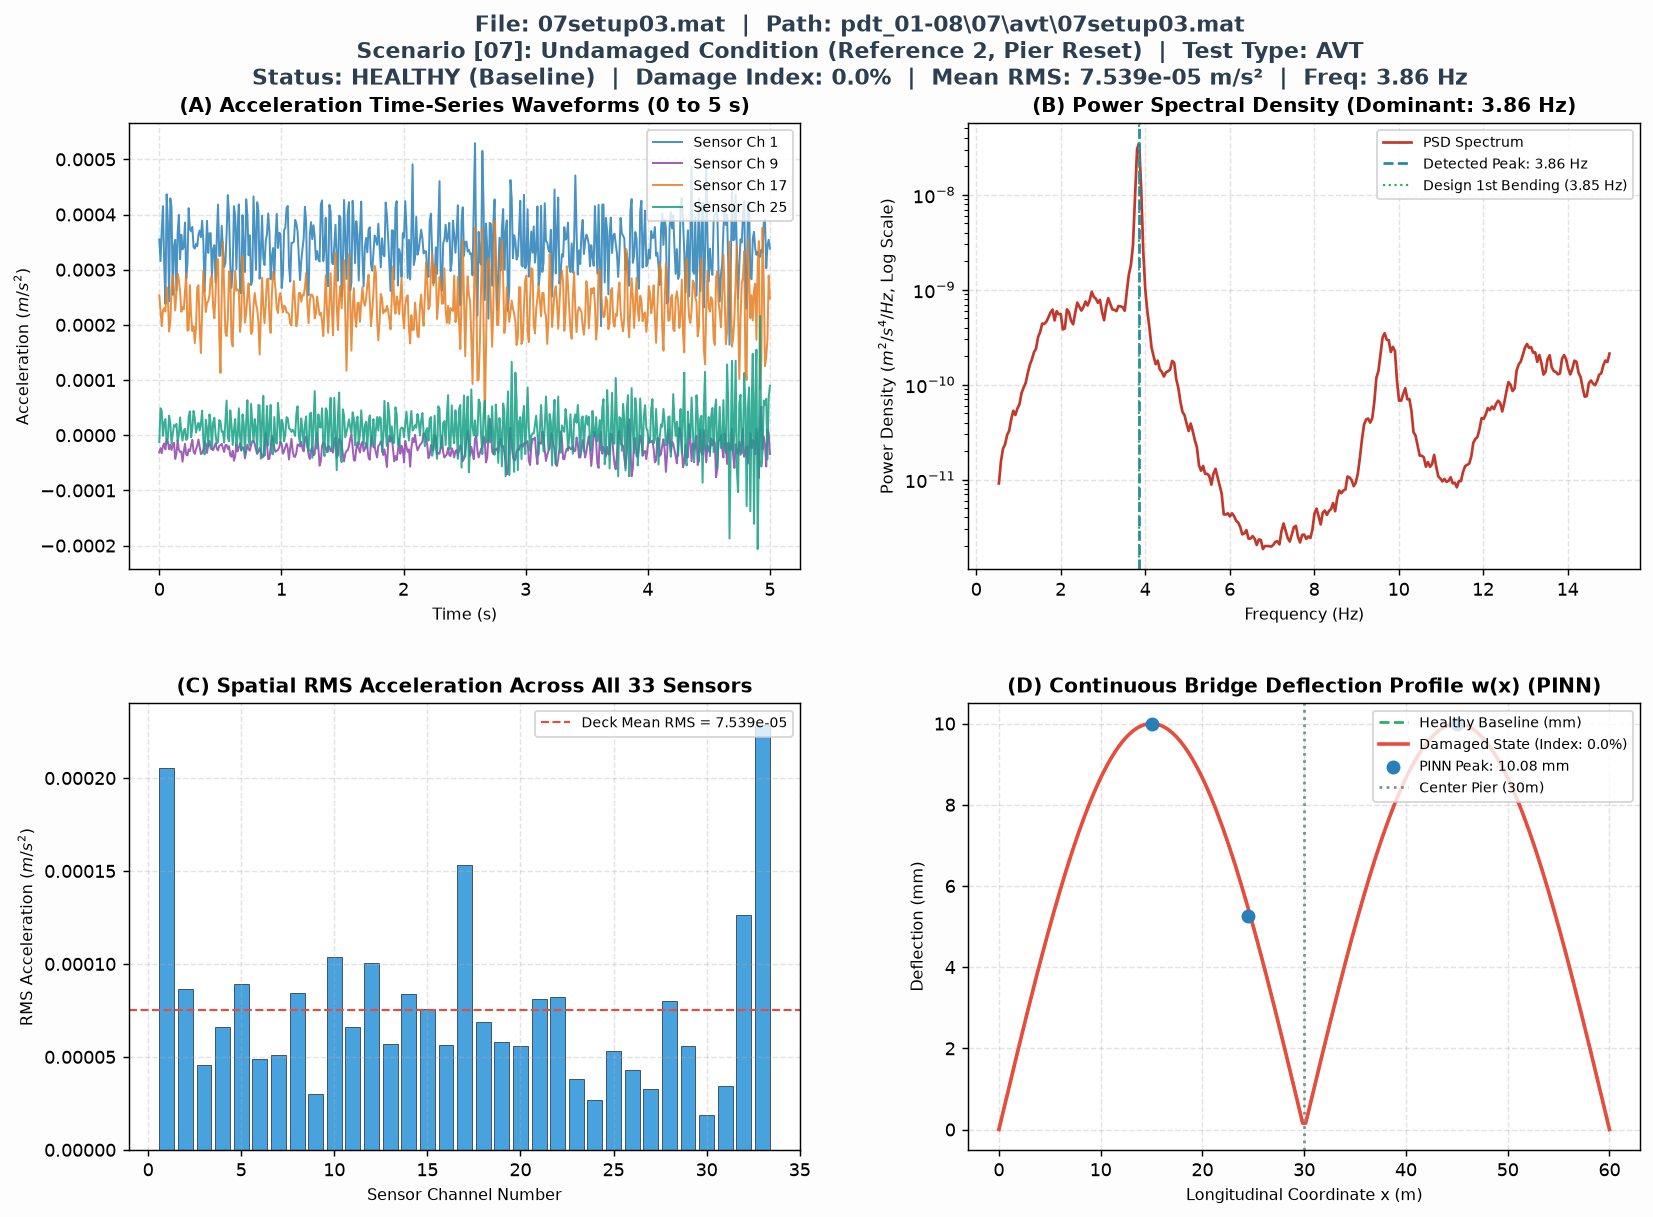 File: 07setup03.mat | Path: pdt_01-08\07\avt\07setup03.mat
Scenario [07]: Undamaged Condition (Reference 2, Pier Reset) | Test Type: AVT
Status: HEALTHY (Baseline) | Damage Index: 0.0% | Mean RMS: 7.539e-05 m/s² | Freq: 3.86 Hz
(A) Acceleration Time-Series Waveforms (0 to 5 s)
Sensor Ch 1
Sensor Ch 9
Sensor Ch 17
Sensor Ch 25
0.0005
0.0004
0.0003
0.0002
0.0001
0.0000
−0.0001
−0.0002
Acceleration (m/s²)
0 1 2 3 4 5
Time (s)
(B) Power Spectral Density (Dominant: 3.86 Hz)
PSD Spectrum
Detected Peak: 3.86 Hz
Design 1st Bending (3.85 Hz)
10⁻⁸
10⁻⁹
10⁻¹⁰
10⁻¹¹
Power Density (m²/s⁴/Hz, Log Scale)
0 2 4 6 8 10 12 14
Frequency (Hz)
(C) Spatial RMS Acceleration Across All 33 Sensors
Deck Mean RMS = 7.539e-05
0.00020
0.00015
0.00010
0.00005
0.00000
RMS Acceleration (m/s²)
0 5 10 15 20 25 30 35
Sensor Channel Number
(D) Continuous Bridge Deflection Profile w(x) (PINN)
Healthy Baseline (mm)
Damaged State (Index: 0.0%)
PINN Peak: 10.08 mm
Center Pier (30m)
10
8
6
4
2
0
Deflection (mm)
0 10 20 30 40 50 60
Longitudinal Coordinate x (m)